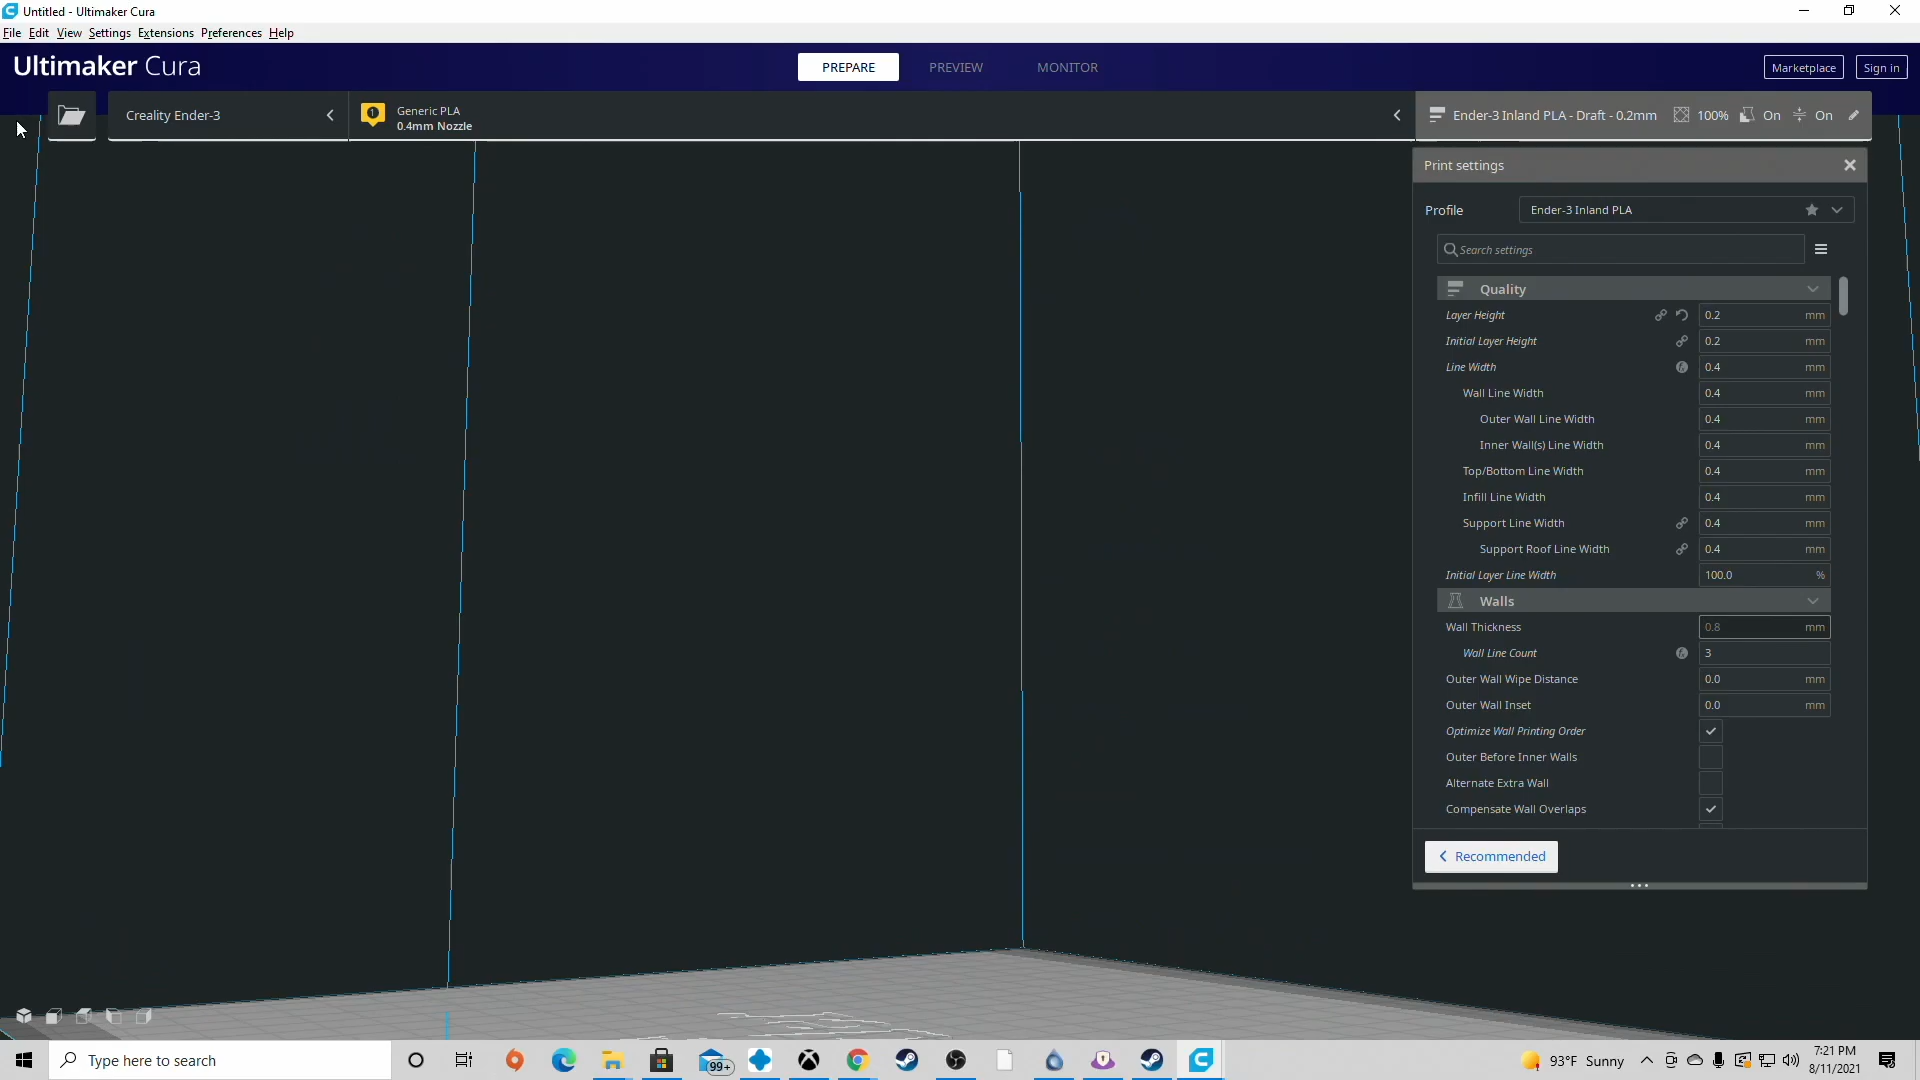 Untitled - Ultimaker Cura
File Edit View Settings Extensions Preferences Help
Ultimaker Cura
PREPARE
PREVIEW
MONITOR
Marketplace
Sign in
Creality Ender-3
1
Generic PLA
0.4mm Nozzle
Ender-3 Inland PLA - Draft - 0.2mm 100% On On
Print settings
Profile Ender-3 Inland PLA
Search settings
Quality
Layer Height 0.2 mm
Initial Layer Height 0.2 mm
Line Width 0.4 mm
Wall Line Width 0.4 mm
Outer Wall Line Width 0.4 mm
Inner Wall(s) Line Width 0.4 mm
Top/Bottom Line Width 0.4 mm
Infill Line Width 0.4 mm
Support Line Width 0.4 mm
Support Roof Line Width 0.4 mm
Initial Layer Line Width 100.0 %
Walls
Wall Thickness 0.8 mm
Wall Line Count 3
Outer Wall Wipe Distance 0.0 mm
Outer Wall Inset 0.0 mm
Optimize Wall Printing Order
Outer Before Inner Walls
Alternate Extra Wall
Compensate Wall Overlaps
Recommended
Type here to search
99+
93°F Sunny
7:21 PM
8/11/2021